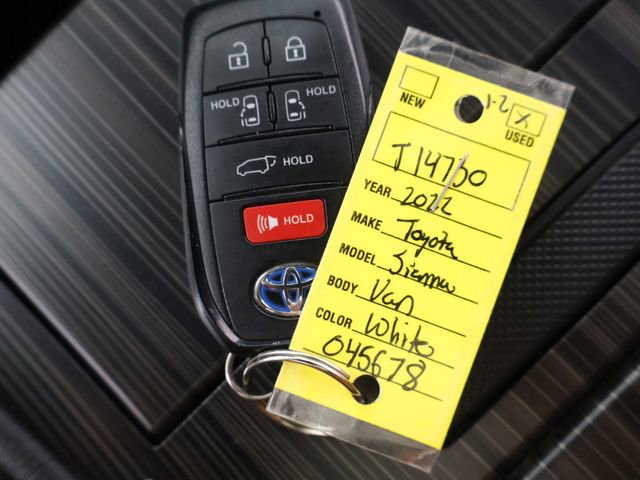 HOLD HOLD
HOLD
HOLD
NEW
1-2
X
USED
T14730
YEAR 2022
MAKE Toyota
MODEL Sienna
BODY Van
COLOR White
045678